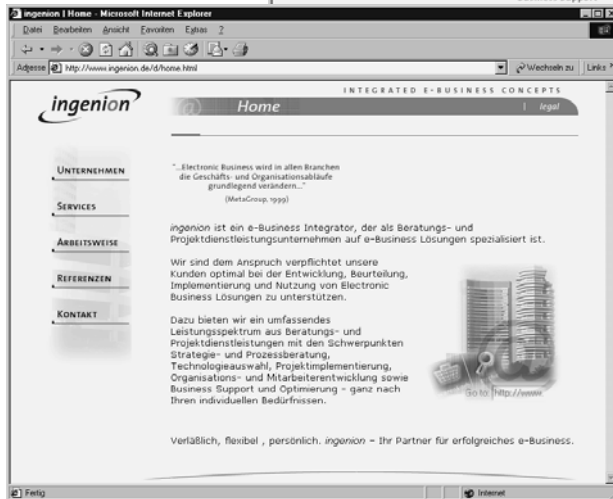 ingenion | Home - Microsoft Internet Explorer
Datei Bearbeiten Ansicht Favoriten Extras ?
Adresse http://www.ingenion.de/d/home.html Wechseln zu Links »
INTEGRATED E-BUSINESS CONCEPTS
ingenion
@ Home | legal
"...Electronic Business wird in allen Branchen
die Geschäfts- und Organisationsabläufe
grundlegend verändern..."
(MetaGroup, 1999)
UNTERNEHMEN
SERVICES
ARBEITSWEISE
REFERENZEN
KONTAKT
ingenion ist ein e-Business Integrator, der als Beratungs- und
Projektdienstleistungsunternehmen auf e-Business Lösungen spezialisiert ist.
Wir sind dem Anspruch verpflichtet unsere
Kunden optimal bei der Entwicklung, Beurteilung,
Implementierung und Nutzung von Electronic
Business Lösungen zu unterstützen.
Dazu bieten wir ein umfassendes
Leistungsspektrum aus Beratungs- und
Projektdienstleistungen mit den Schwerpunkten
Strategie- und Prozessberatung,
Technologieauswahl, Projektimplementierung,
Organisations- und Mitarbeiterentwicklung sowie
Business Support und Optimierung - ganz nach
Ihren individuellen Bedürfnissen.
Go to: http://www.
Verläßlich, flexibel , persönlich. ingenion - Ihr Partner für erfolgreiches e-Business.
Fertig
Internet